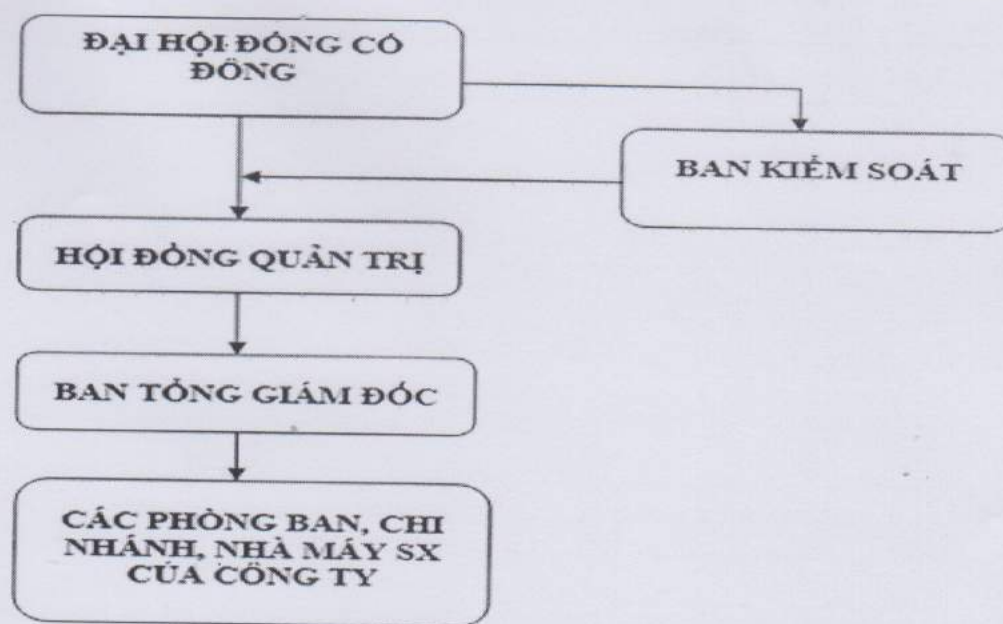 ĐẠI HỘI ĐỒNG CỔ
ĐÔNG
BAN KIỂM SOÁT
HỘI ĐỒNG QUẢN TRỊ
BAN TỔNG GIÁM ĐỐC
CÁC PHÒNG BAN, CHI
NHÁNH, NHÀ MÁY SX
CỦA CÔNG TY